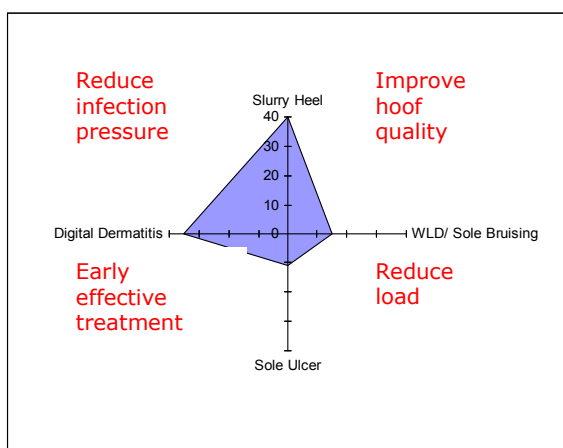 Reduce
infection
pressure
Improve
hoof
quality
Slurry Heel
40
30
20
10
0
Digital Dermatitis
WLD/ Sole Bruising
Early
effective
treatment
Reduce
load
Sole Ulcer